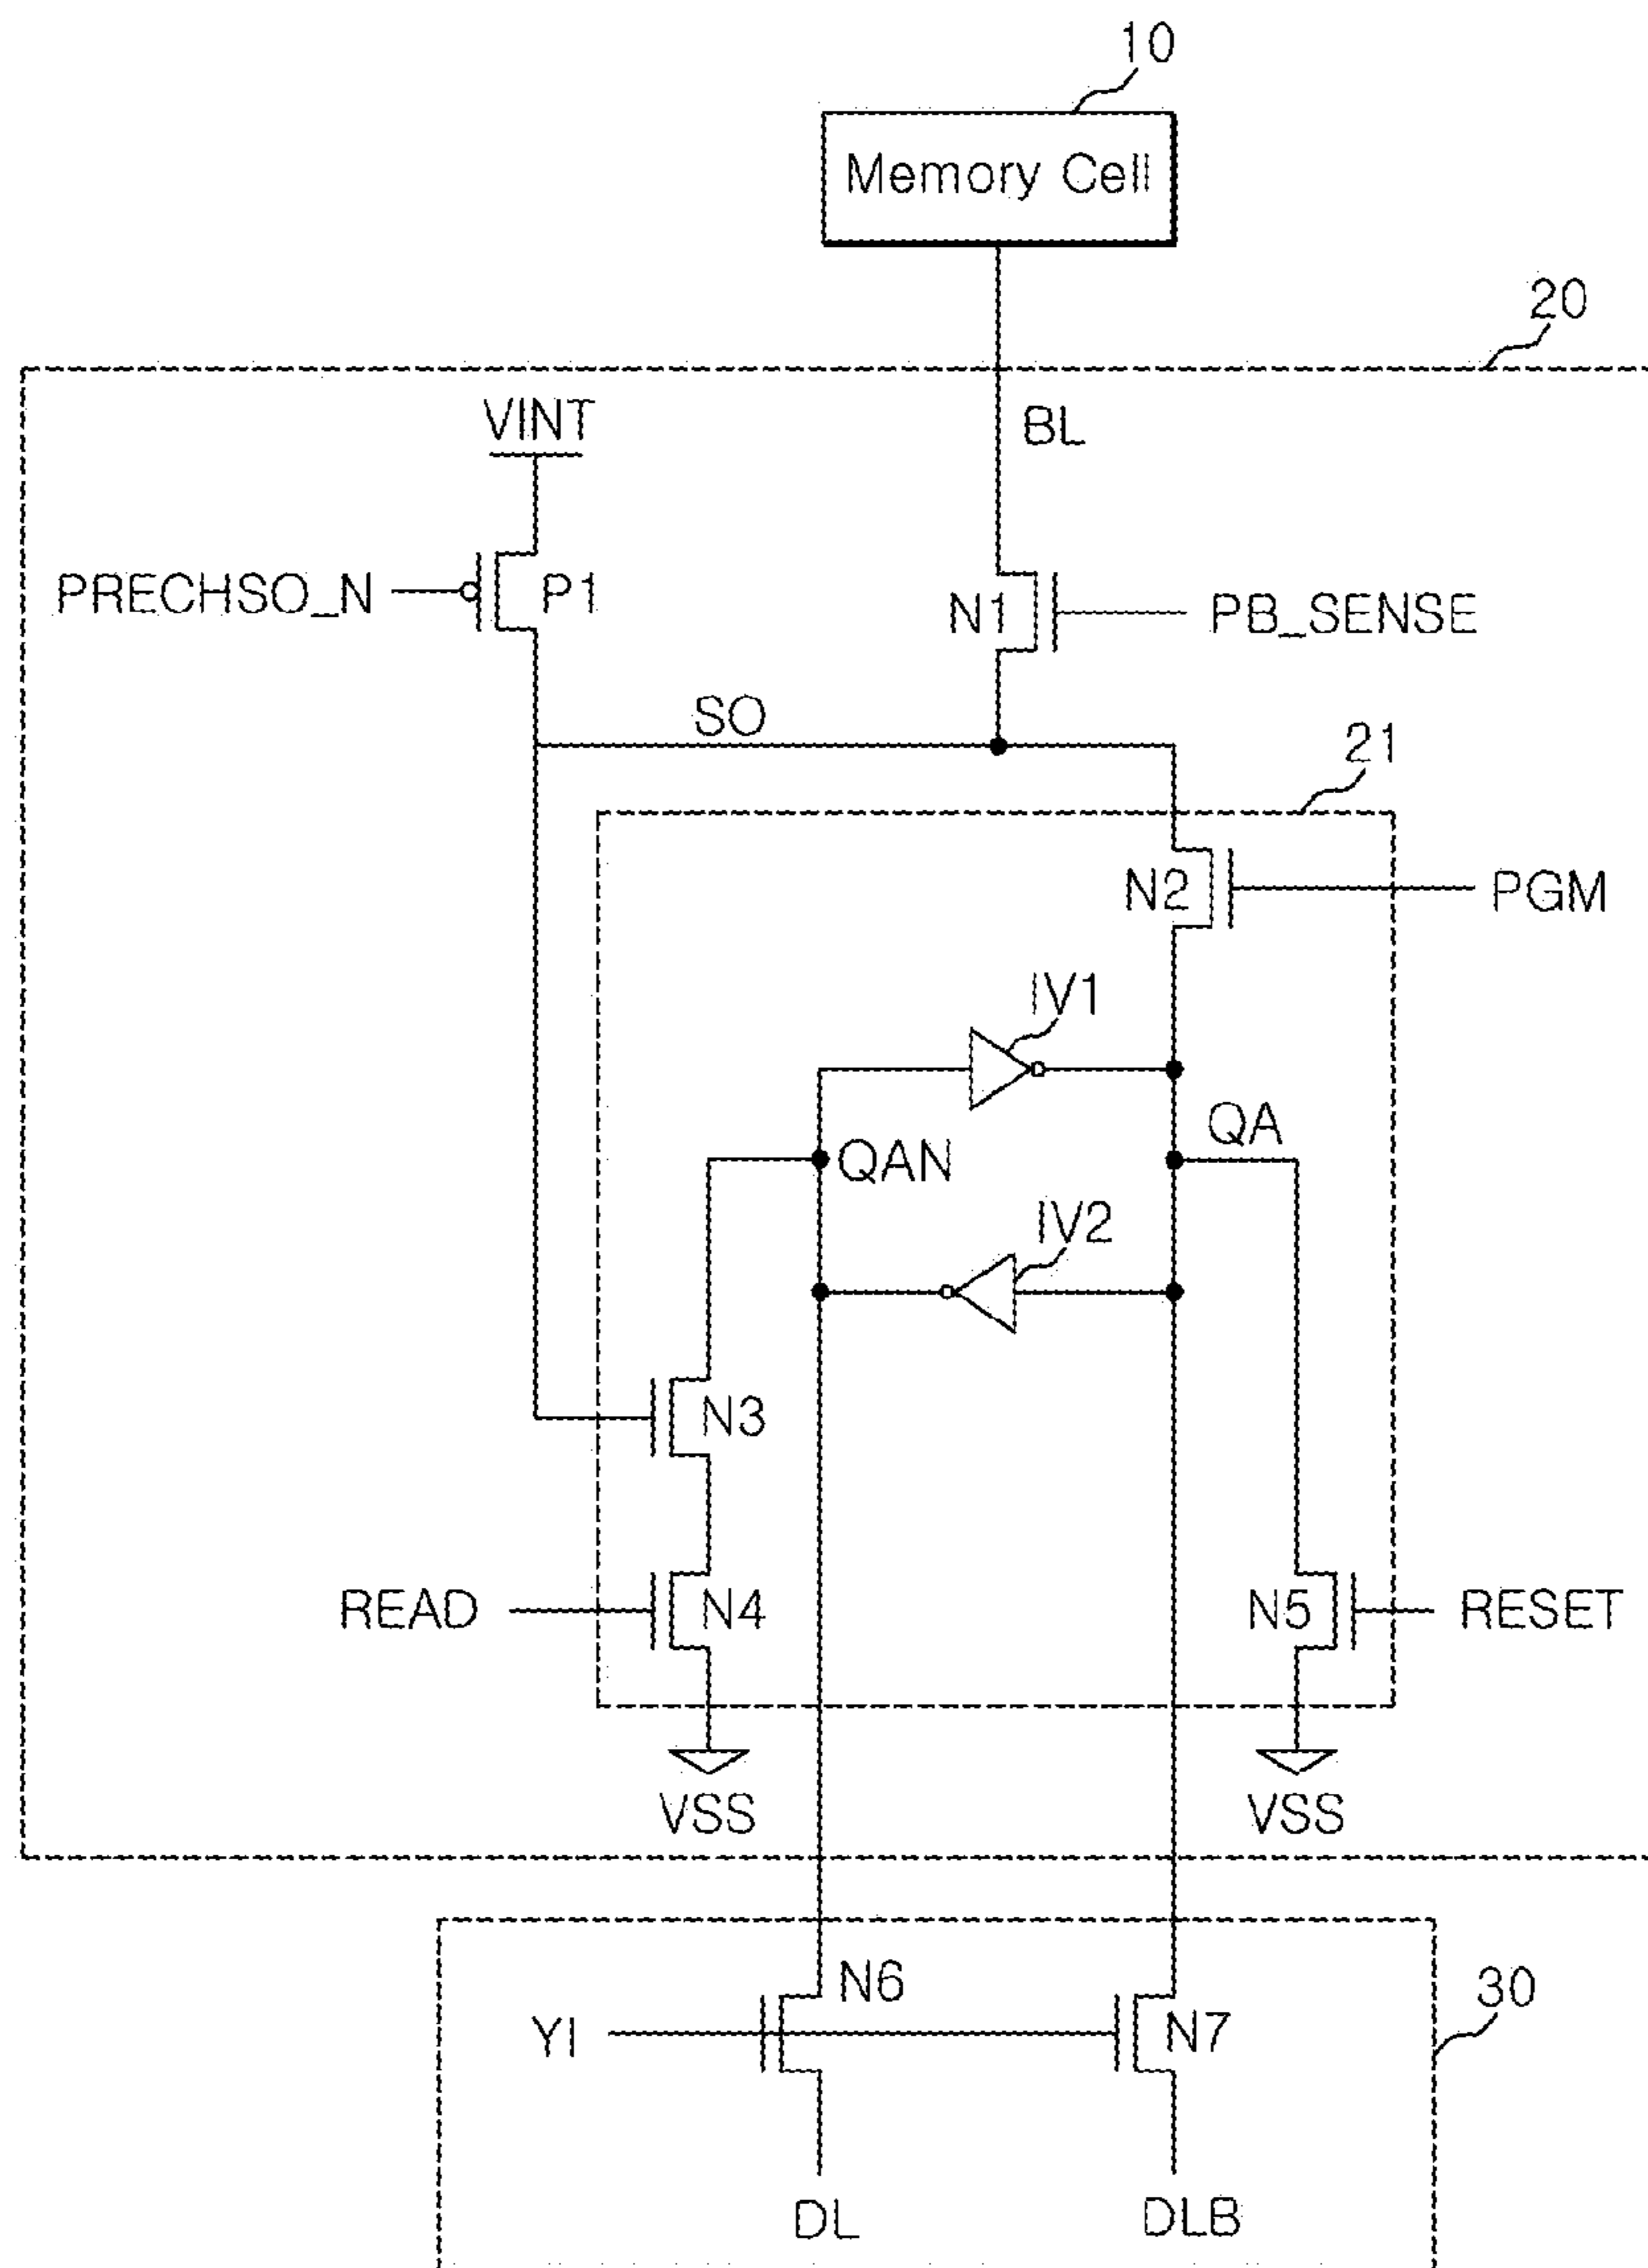 10
Memory Cell
20
VINT
BL
PRECHSO_N
P1
N1
PB_SENSE
SO
21
N2
PGM
IV1
QA
QAN
IV2
N3
READ
N4
N5
RESET
VSS
VSS
N6
30
YI
N7
DL
DLB